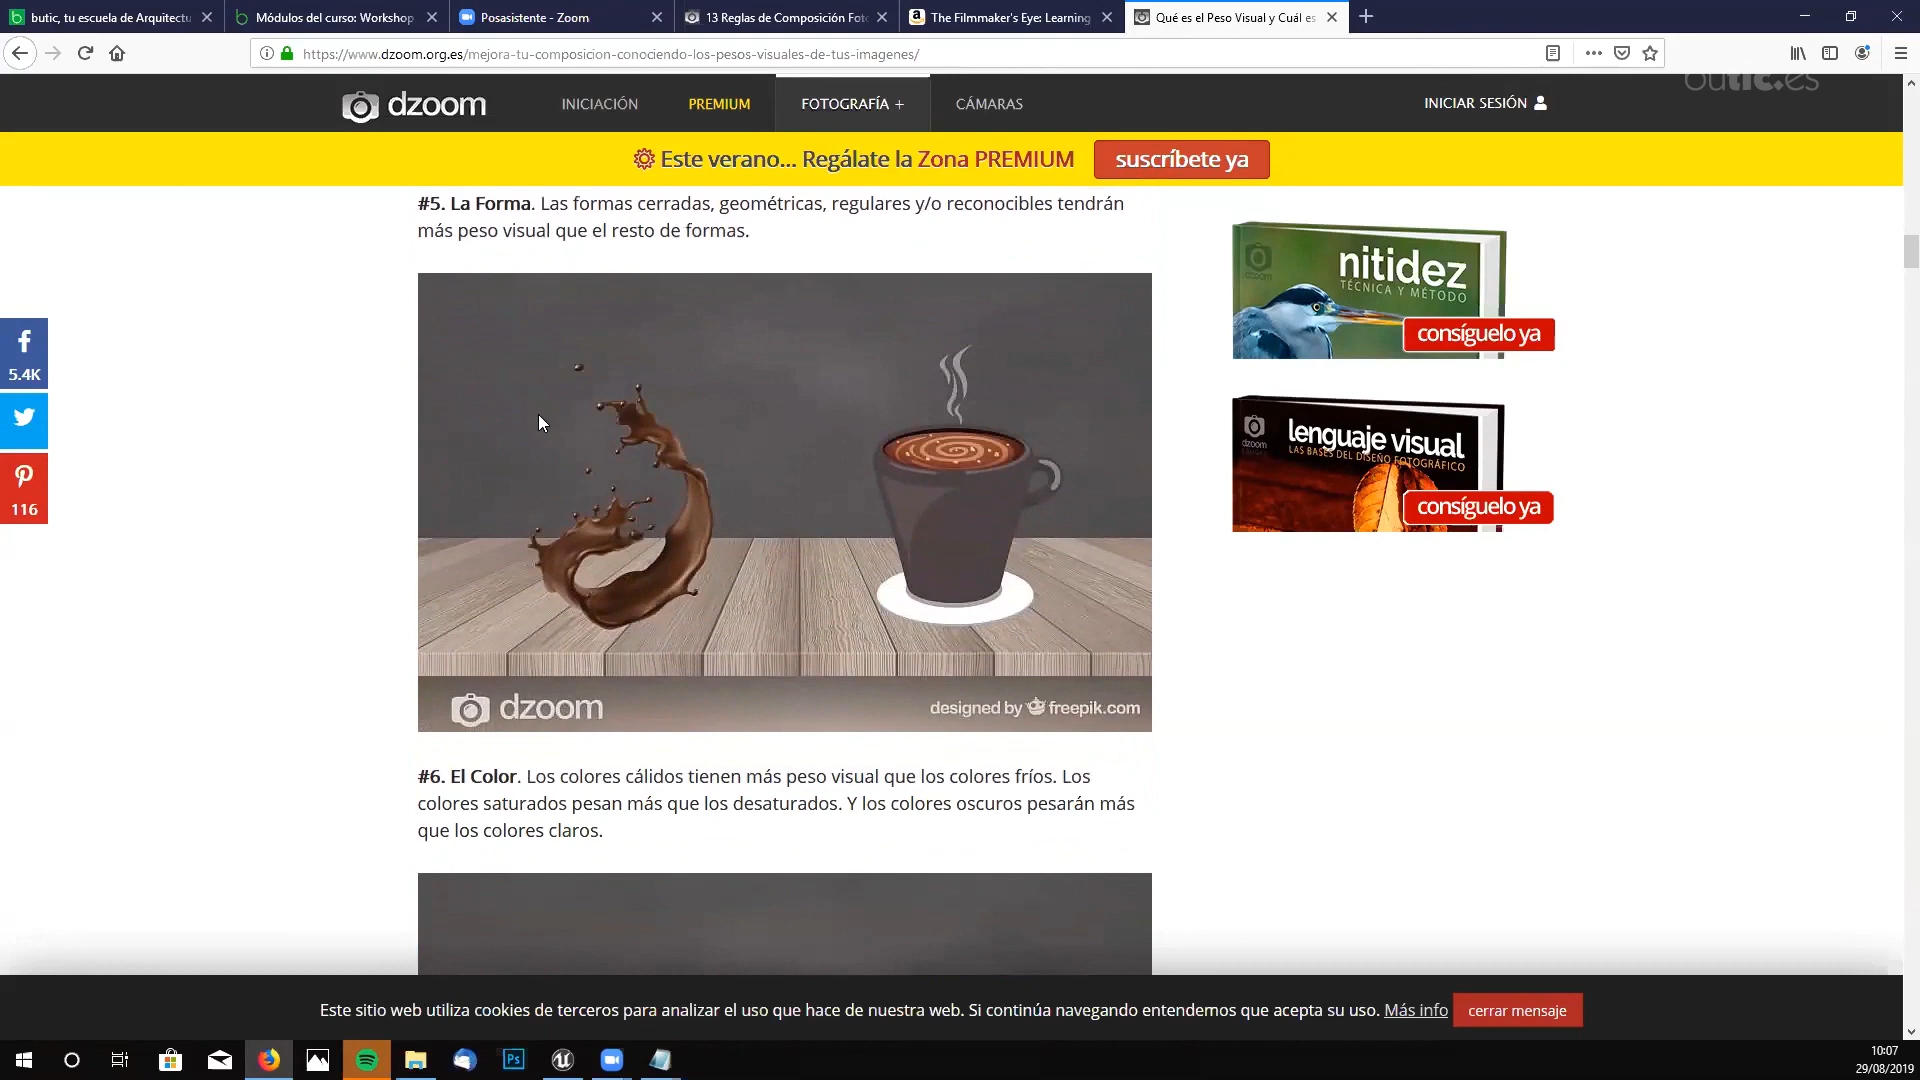 butic, tu escuela de Arquitectu
Módulos del curso: Workshop
Posasistente - Zoom
13 Reglas de Composición Foto
The Filmmaker's Eye: Learning
Qué es el Peso Visual y Cuál es
https://www.dzoom.org.es/mejora-tu-composicion-conociendo-los-pesos-visuales-de-tus-imagenes/
dzoom
INICIACIÓN
PREMIUM
FOTOGRAFÍA +
CÁMARAS
INICIAR SESIÓN
butic.es
Este verano... Regálate la Zona PREMIUM
suscríbete ya
#5. La Forma. Las formas cerradas, geométricas, regulares y/o reconocibles tendrán
más peso visual que el resto de formas.
nitidez
TÉCNICA Y MÉTODO
consíguelo ya
5.4K
116
dzoom
lenguaje visual
LAS BASES DEL DISEÑO FOTOGRÁFICO
consíguelo ya
dzoom
designed by freepik.com
#6. El Color. Los colores cálidos tienen más peso visual que los colores fríos. Los
colores saturados pesan más que los desaturados. Y los colores oscuros pesarán más
que los colores claros.
Este sitio web utiliza cookies de terceros para analizar el uso que hace de nuestra web. Si continúa navegando entendemos que acepta su uso. Más info
cerrar mensaje
Ps
10:07
29/08/2019